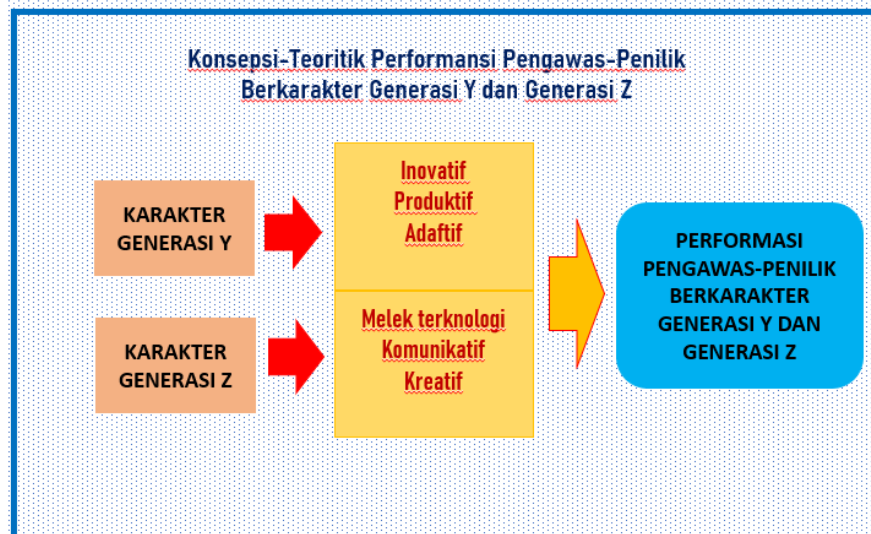 Konsepsi-Teoritik Performansi Pengawas-Penilik
Berkarakter Generasi Y dan Generasi Z
KARAKTER
GENERASI Y
Inovatif
Produktif
Adaptif
KARAKTER
GENERASI Z
Melek terknologi
Komunikatif
Kreatif
PERFORMASI
PENGAWAS-PENILIK
BERKARAKTER
GENERASI Y DAN
GENERASI Z